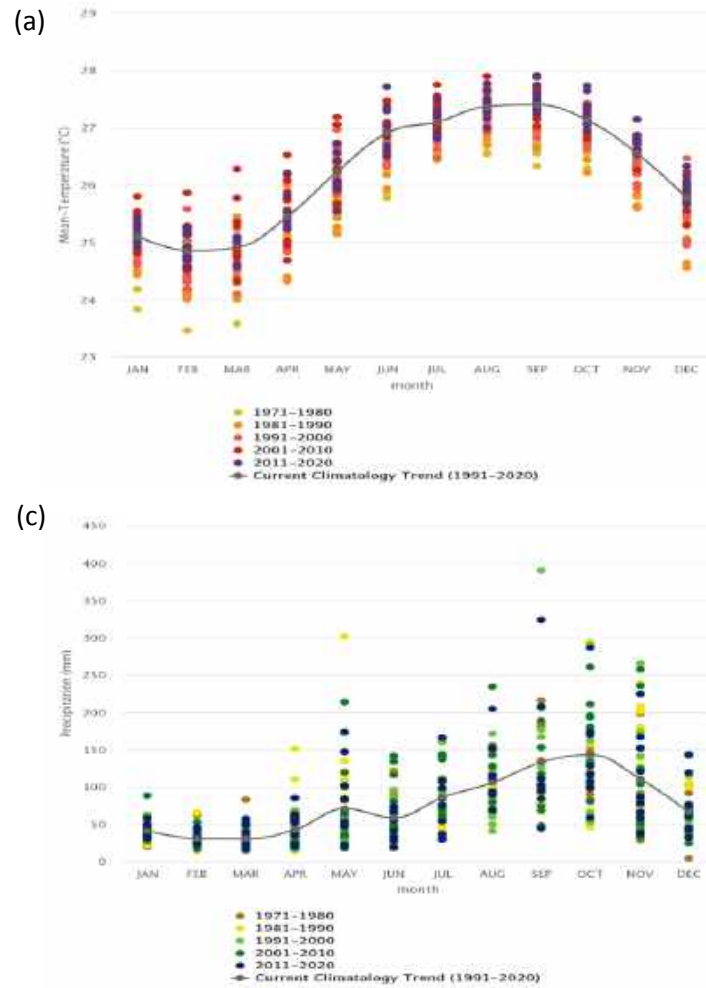 (a)
29
28
27
26
25
24
23
Mean-Temperature (°C)
JAN FEB MAR APR MAY JUN JUL AUG SEP OCT NOV DEC
month
1971-1980
1981-1990
1991-2000
2001-2010
2011-2020
Current Climatology Trend (1991-2020)
(c)
450
400
350
300
250
200
150
100
50
0
Precipitation (mm)
JAN FEB MAR APR MAY JUN JUL AUG SEP OCT NOV DEC
month
1971-1980
1981-1990
1991-2000
2001-2010
2011-2020
Current Climatology Trend (1991-2020)